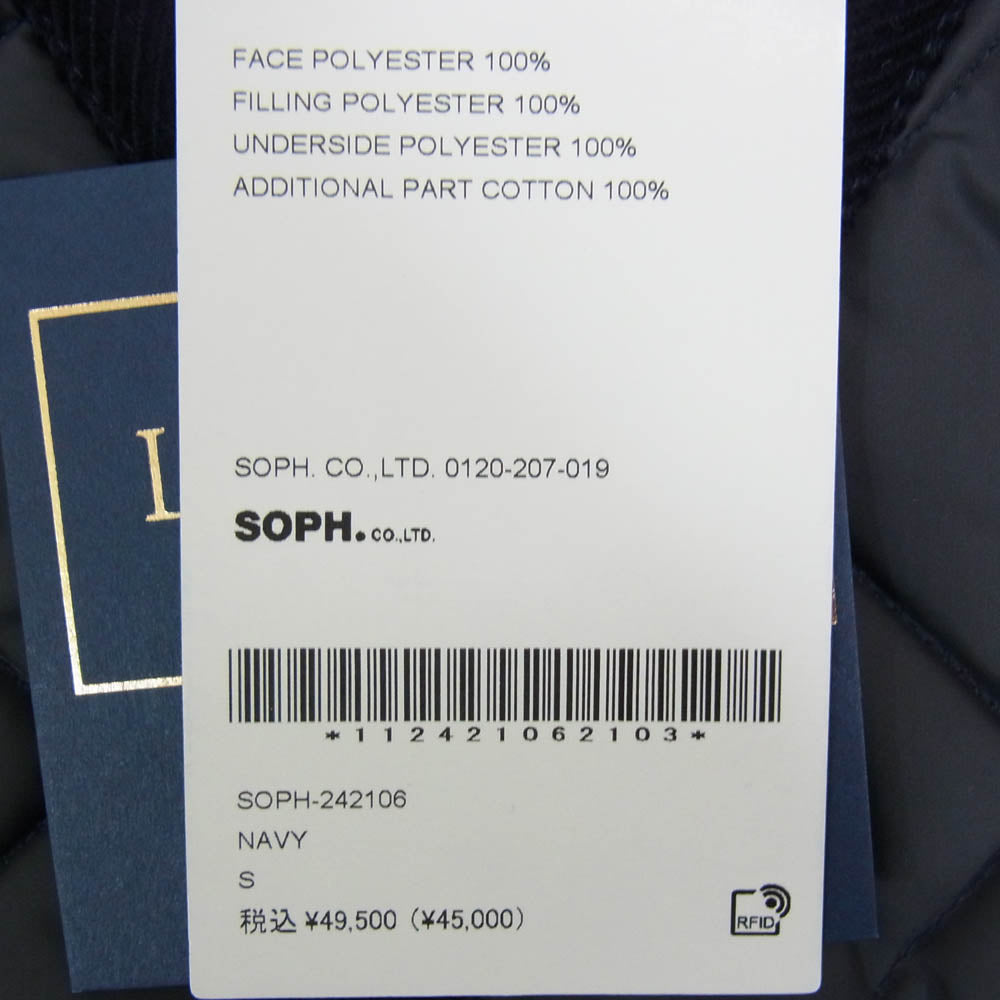 FACE POLYESTER 100%
FILLING POLYESTER 100%
UNDERSIDE POLYESTER 100%
ADDITIONAL PART COTTON 100%
L
SOPH. CO.,LTD. 0120-207-019
SOPH. CO.,LTD.
*112421062103*
SOPH-242106
NAVY
S
税込 ¥49,500 (¥45,000)
RFID